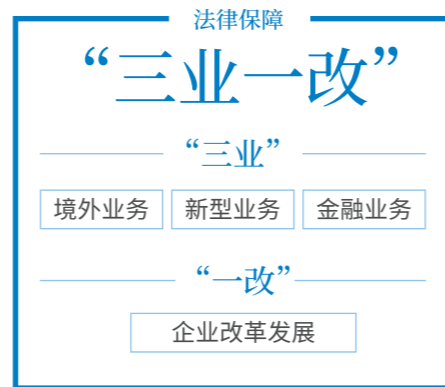 法律保障
“三业一改”
“三业”
境外业务 新型业务 金融业务
“一改”
企业改革发展